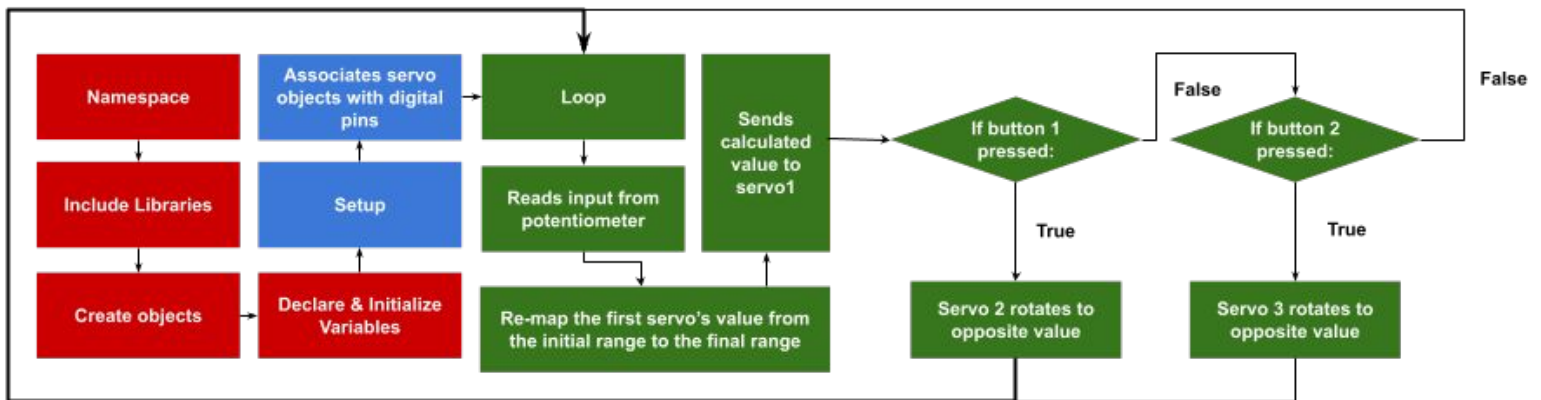 Namespace
Include Libraries
Create objects
Declare & Initialize
Variables
Setup
Associates servo
objects with digital
pins
Loop
Reads input from
potentiometer
Re-map the first servo's value from
the initial range to the final range
Sends
calculated
value to
servo1
If button 1
pressed:
False
True
Servo 2 rotates to
opposite value
If button 2
pressed:
False
True
Servo 3 rotates to
opposite value